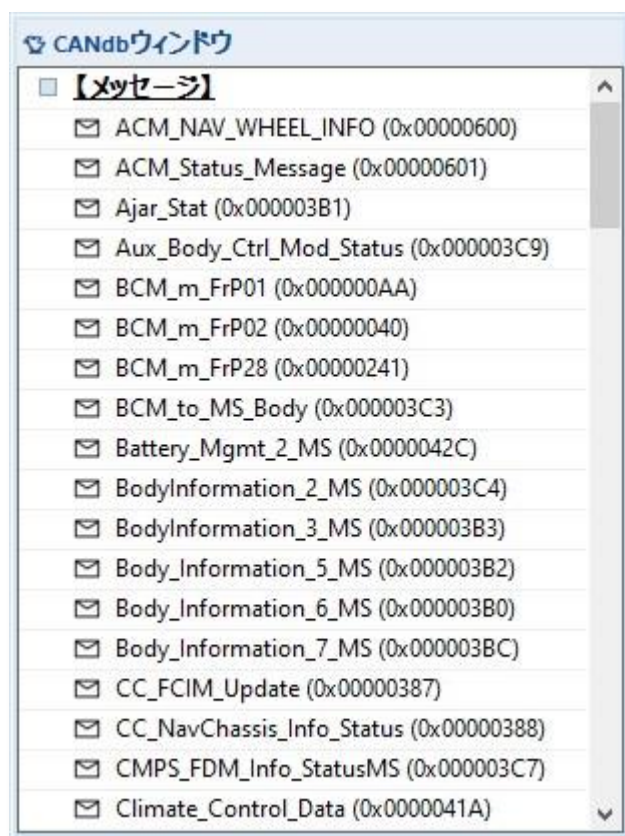 CANdbウィンドウ
【メッセージ】
ACM_NAV_WHEEL_INFO (0x00000600)
ACM_Status_Message (0x00000601)
Ajar_Stat (0x000003B1)
Aux_Body_Ctrl_Mod_Status (0x000003C9)
BCM_m_FrP01 (0x000000AA)
BCM_m_FrP02 (0x00000040)
BCM_m_FrP28 (0x00000241)
BCM_to_MS_Body (0x000003C3)
Battery_Mgmt_2_MS (0x0000042C)
BodyInformation_2_MS (0x000003C4)
BodyInformation_3_MS (0x000003B3)
Body_Information_5_MS (0x000003B2)
Body_Information_6_MS (0x000003B0)
Body_Information_7_MS (0x000003BC)
CC_FCIM_Update (0x00000387)
CC_NavChassis_Info_Status (0x00000388)
CMPS_FDM_Info_StatusMS (0x000003C7)
Climate_Control_Data (0x0000041A)